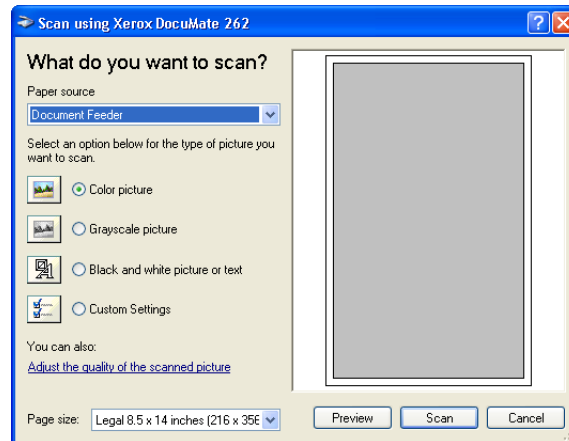 Scan using Xerox DocuMate 262
What do you want to scan?
Paper source
Document Feeder
Select an option below for the type of picture you
want to scan.
Color picture
Grayscale picture
Black and white picture or text
Custom Settings
You can also:
Adjust the quality of the scanned picture
Page size: Legal 8.5 x 14 inches (216 x 356
Preview Scan Cancel